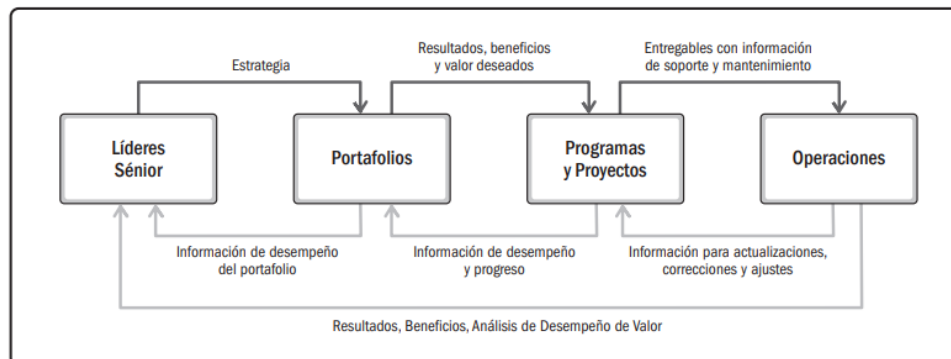 Estrategia
Resultados, beneficios
y valor deseados
Entregables con información
de soporte y mantenimiento
Líderes
Sénior
Portafolios
Programas
y Proyectos
Operaciones
Información de desempeño
del portafolio
Información de desempeño
y progreso
Información para actualizaciones,
correcciones y ajustes
Resultados, Beneficios, Análisis de Desempeño de Valor